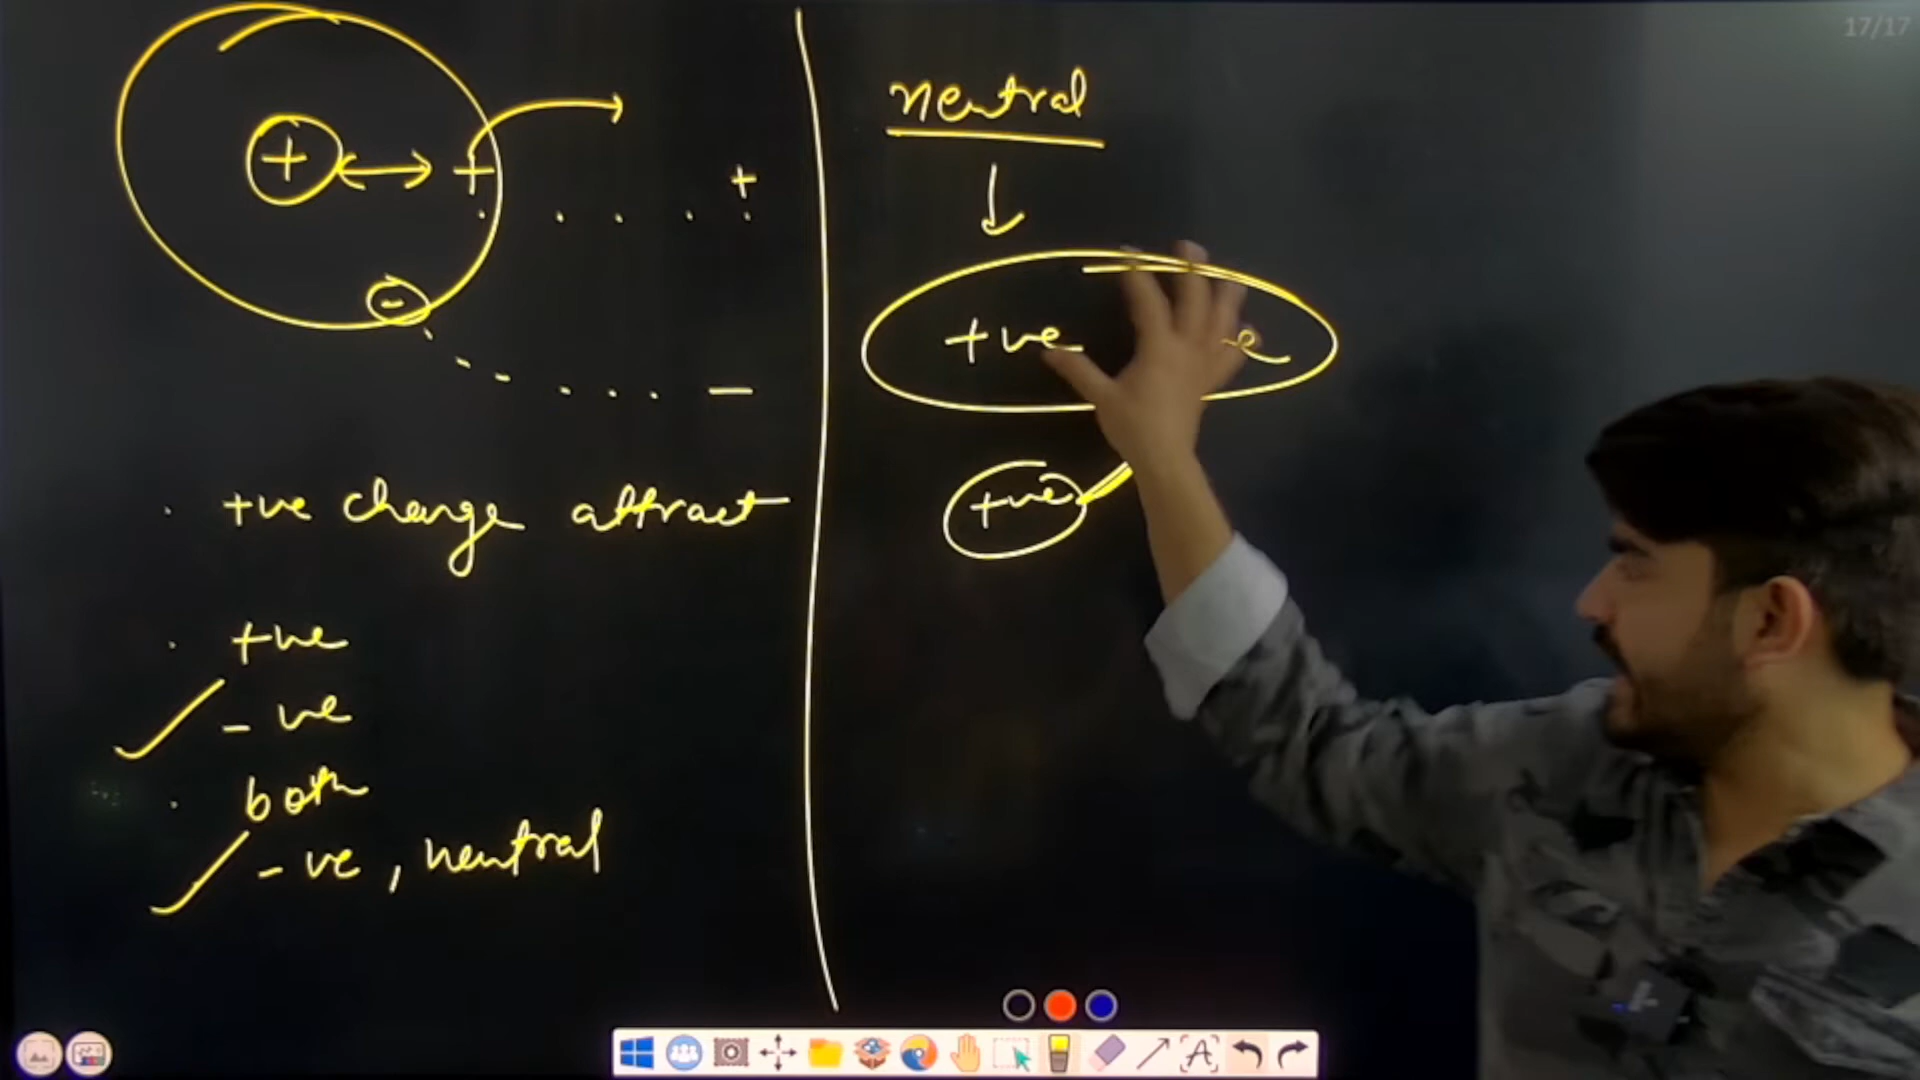 17/17
+
+
+
-
-
+ve charge attract
+ve
-ve
both
-ve, neutral
neutral
+ve
+ve
A